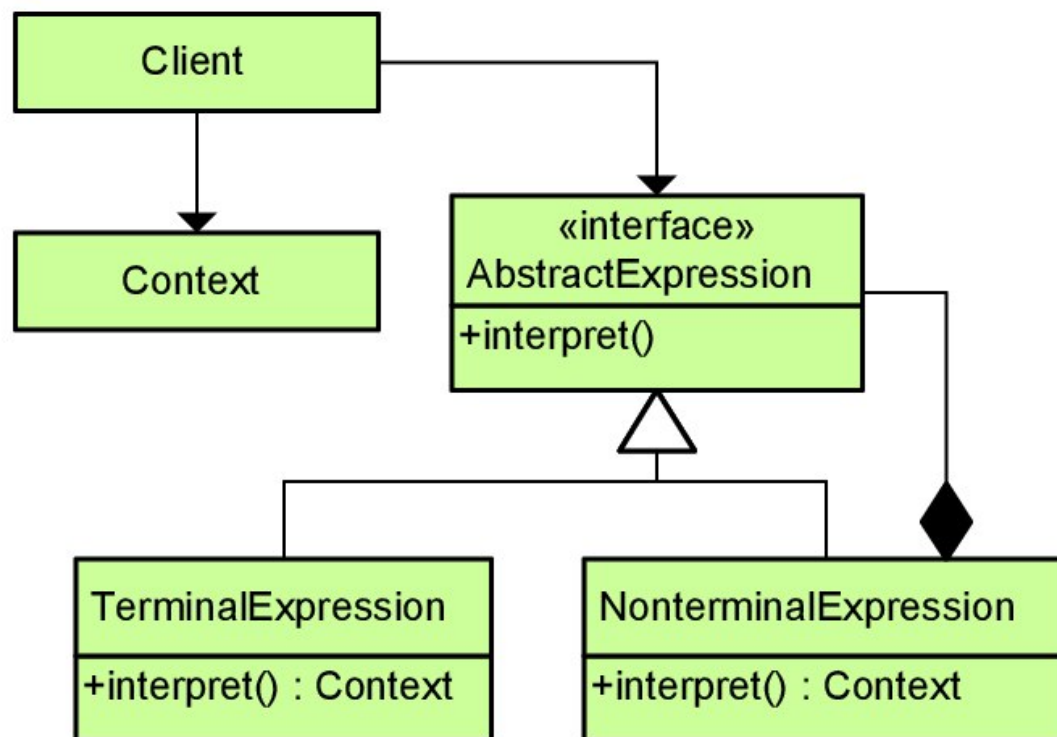 Client
Context
«interface»
AbstractExpression
+interpret()
TerminalExpression
+interpret() : Context
NonterminalExpression
+interpret() : Context